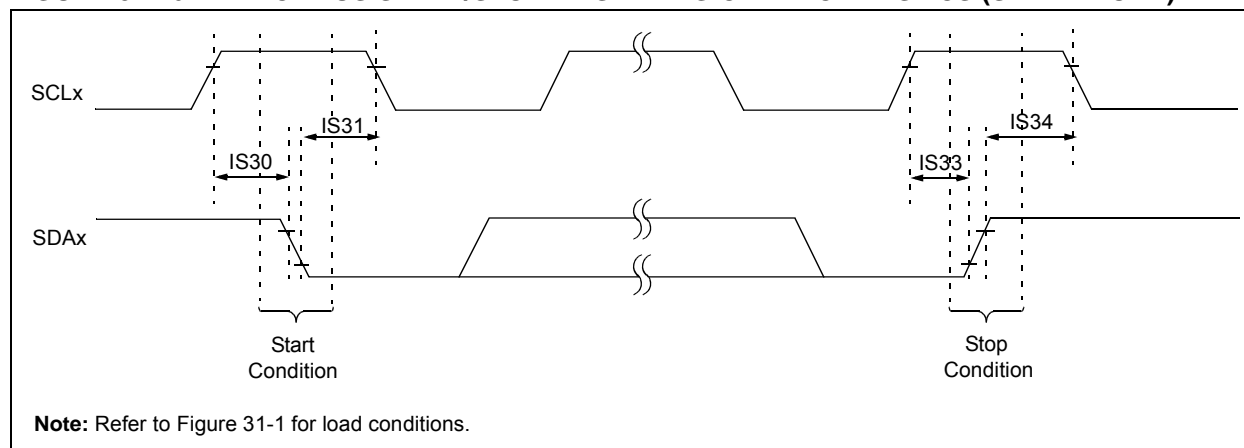 SCLx
IS31
IS34
IS30
IS33
SDAx
Start
Condition
Stop
Condition
Note: Refer to Figure 31-1 for load conditions.